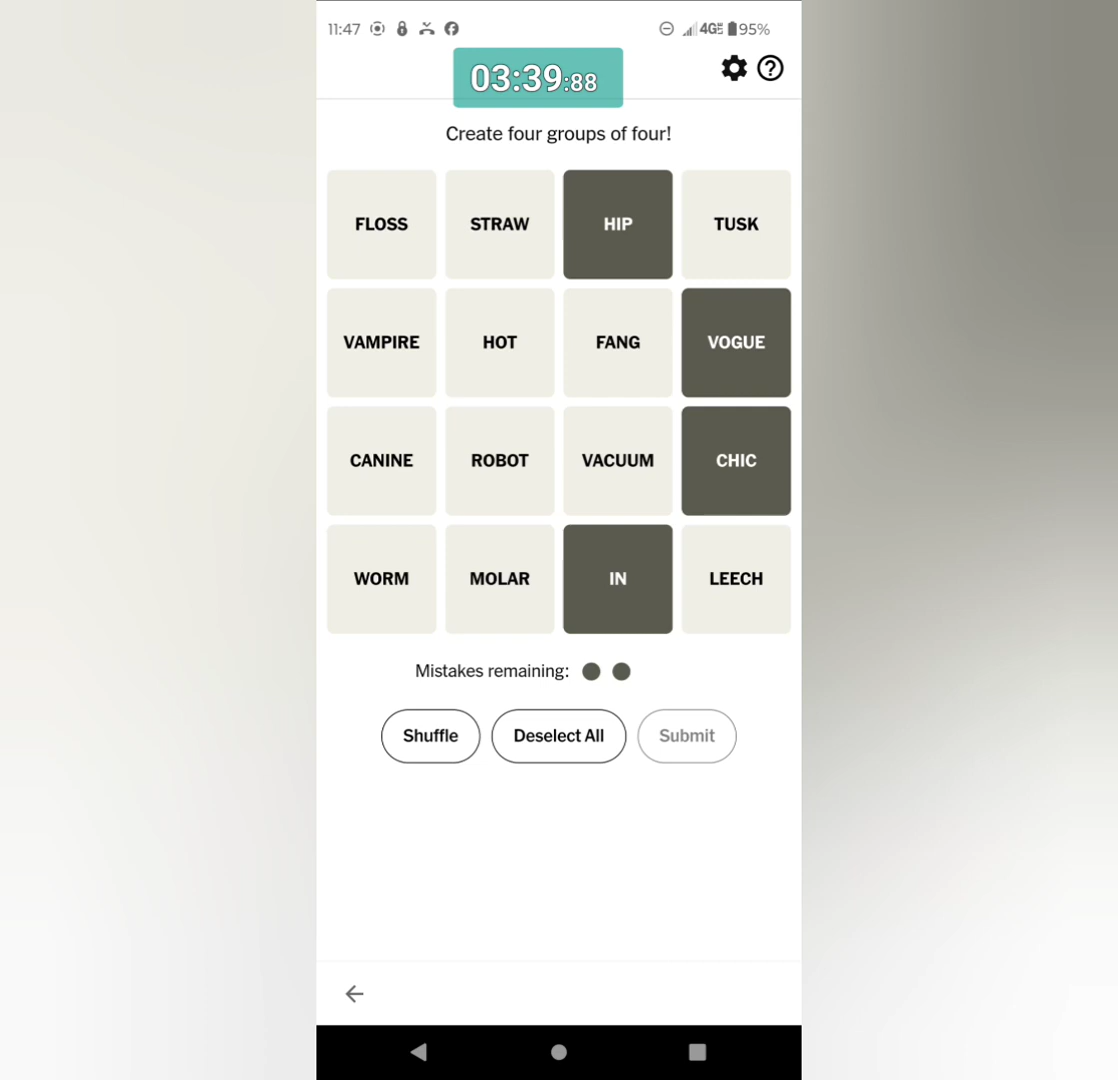 11:47 4G 95%
03:39:88
Create four groups of four!
FLOSS STRAW HIP TUSK
VAMPIRE HOT FANG VOGUE
CANINE ROBOT VACUUM CHIC
WORM MOLAR IN LEECH
Mistakes remaining:
Shuffle Deselect All Submit